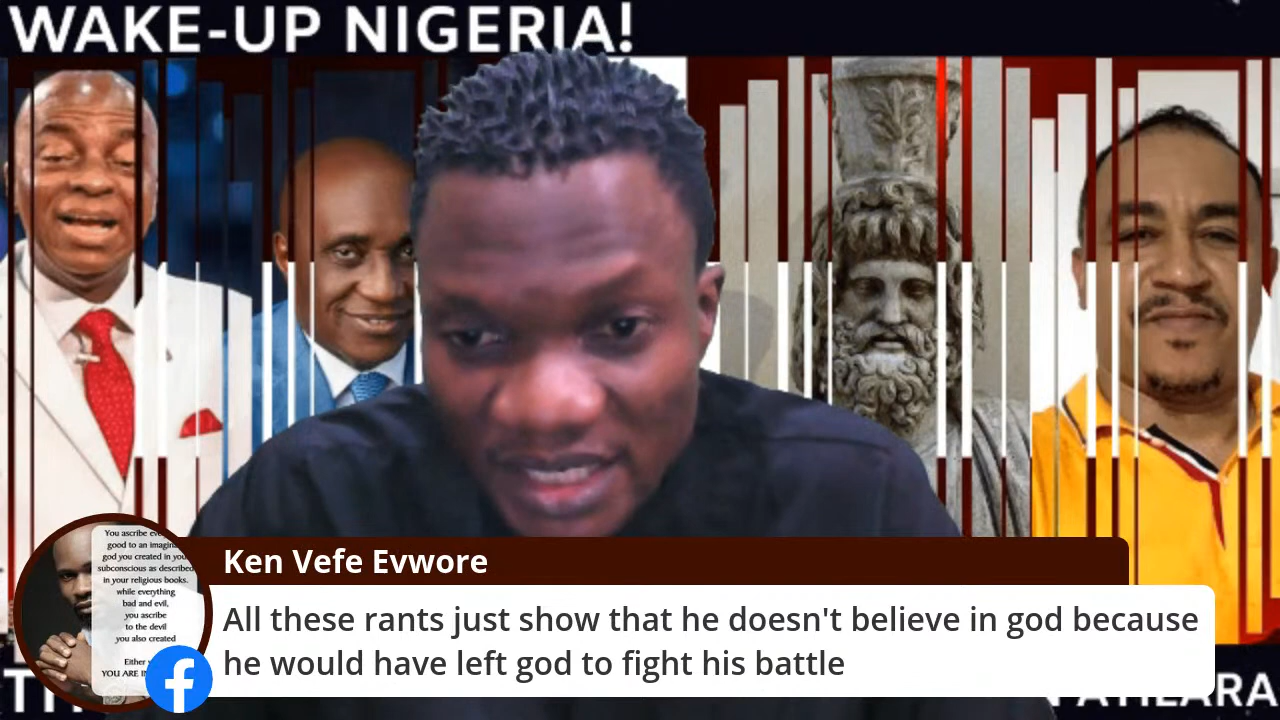 WAKE-UP NIGERIA!
You ascribe
good to an
god you created in
subconscious as described
in your religious books.
while everything
bad and evil,
you ascribe
to the devil
you also created
Either
YOU ARE
Ken Vefe Evwore
All these rants just show that he doesn't believe in god because
he would have left god to fight his battle